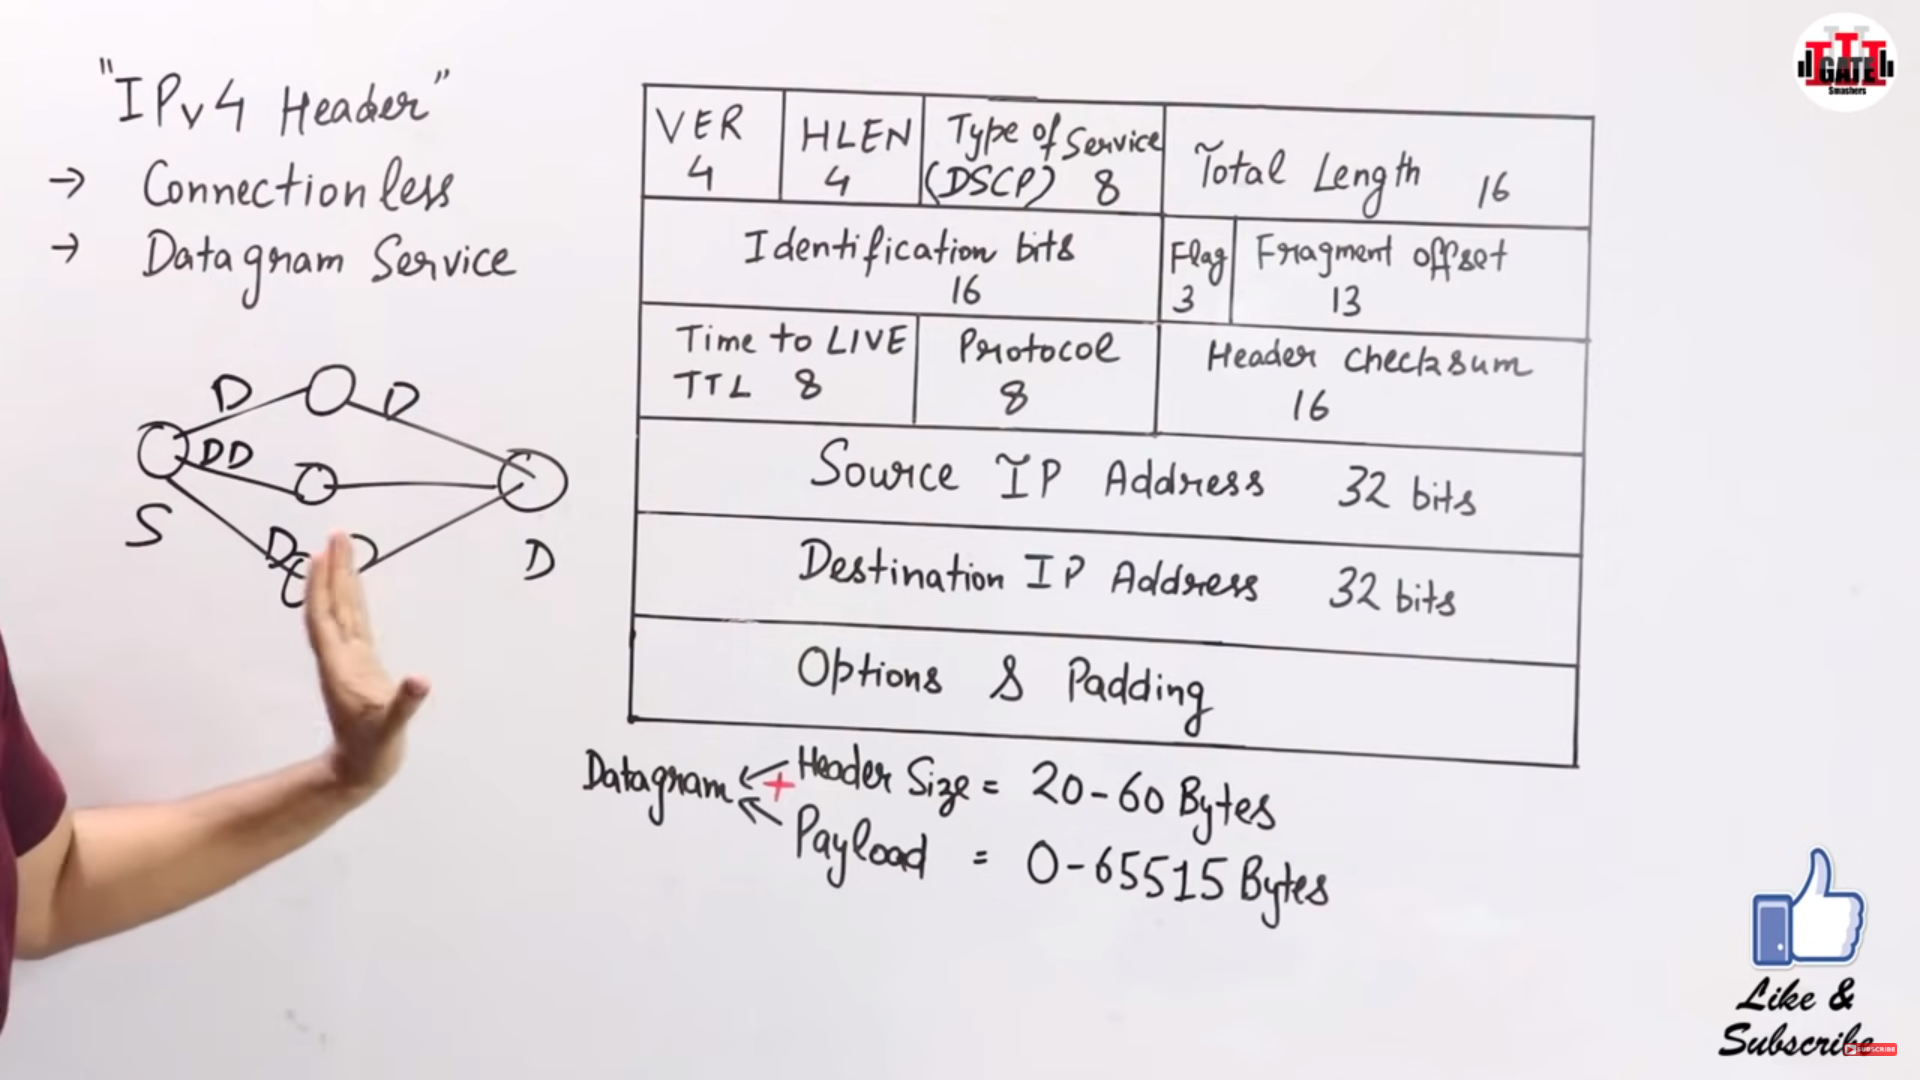 "IPv4 Header"
→ Connectionless
→ Datagram Service
D D
DD
D
S
D
VER
4
HLEN
4
Type of Service
(DSCP) 8
Total Length 16
Identification bits
16
Flag
3
Fragment offset
13
Time to LIVE
TTL 8
Protocol
8
Header Checksum
16
Source IP Address 32 bits
Destination IP Address 32 bits
Options & Padding
Datagram ← + Header Size = 20-60 Bytes
Payload = 0-65515 Bytes
GATE
Smashers
Like &
Subscribe
SUBSCRIBE